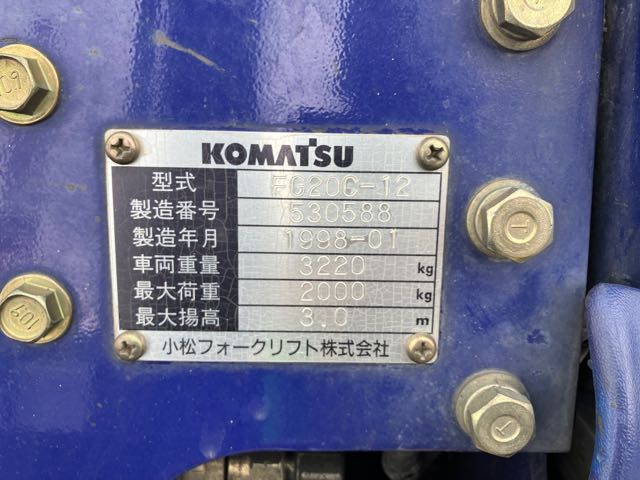 KOMATSU
型式 FG20C-12
製造番号 530588
製造年月 1998-01
車両重量 3220 kg
最大荷重 2000 kg
最大揚高 3.0 m
小松フォークリフト株式会社